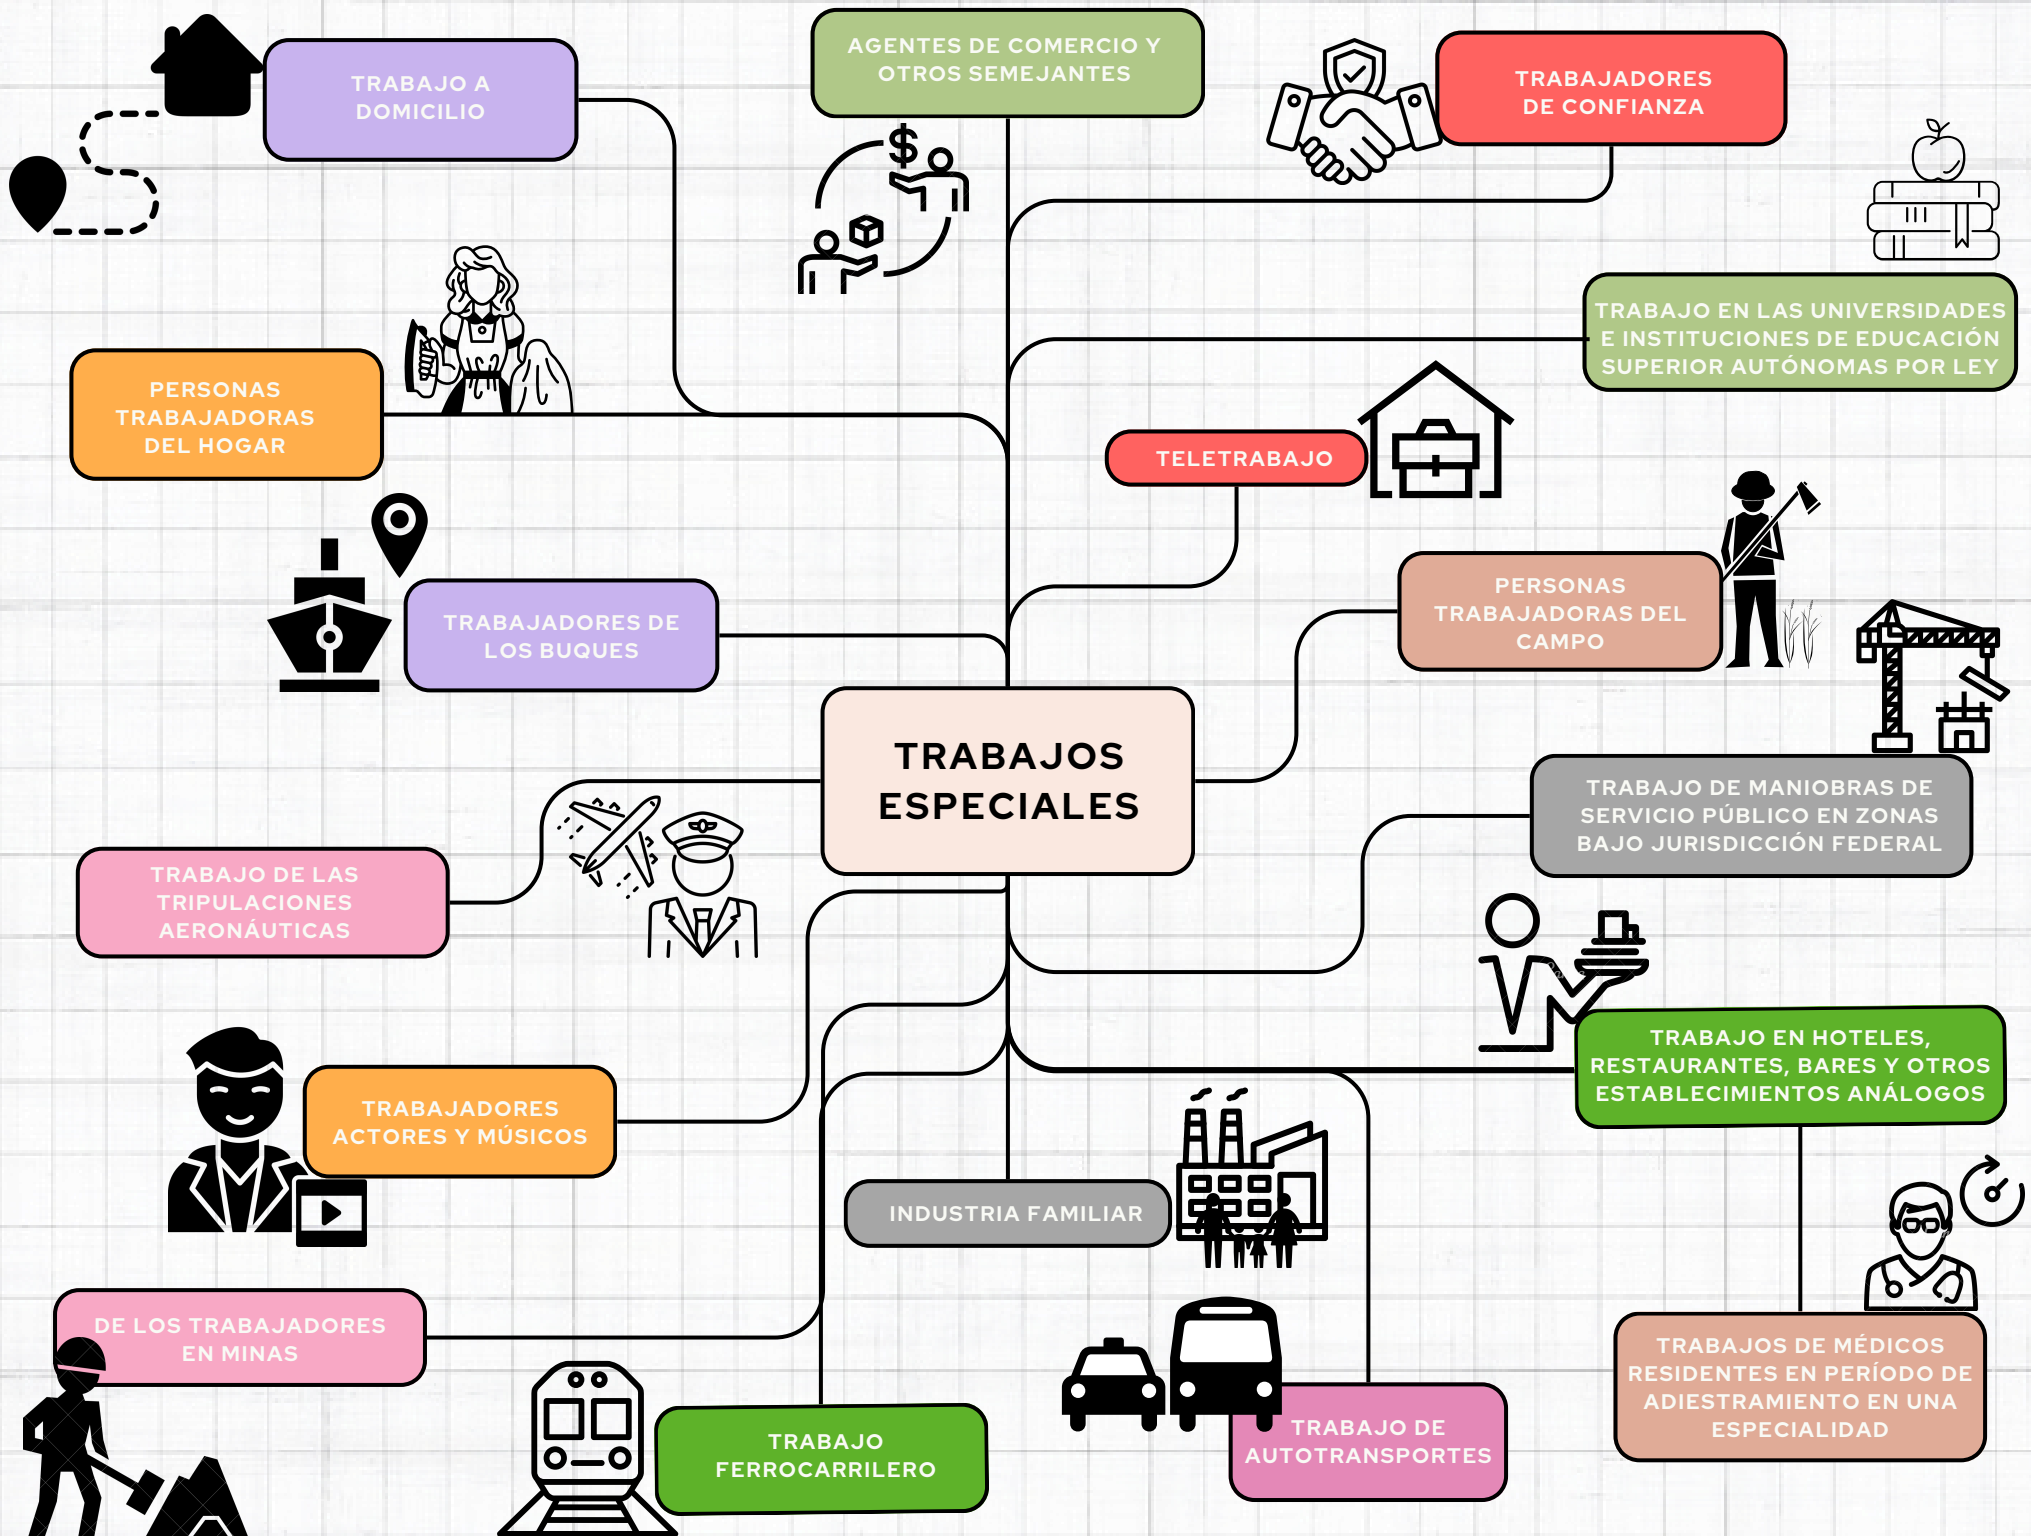 TRABAJO A
DOMICILIO
AGENTES DE COMERCIO Y
OTROS SEMEJANTES
TRABAJADORES
DE CONFIANZA
TRABAJO EN LAS UNIVERSIDADES
E INSTITUCIONES DE EDUCACIÓN
SUPERIOR AUTÓNOMAS POR LEY
PERSONAS
TRABAJADORAS
DEL HOGAR
TELETRABAJO
PERSONAS
TRABAJADORAS DEL
CAMPO
TRABAJADORES DE
LOS BUQUES
TRABAJOS
ESPECIALES
TRABAJO DE MANIOBRAS DE
SERVICIO PÚBLICO EN ZONAS
BAJO JURISDICCIÓN FEDERAL
TRABAJO DE LAS
TRIPULACIONES
AERONÁUTICAS
TRABAJO EN HOTELES,
RESTAURANTES, BARES Y OTROS
ESTABLECIMIENTOS ANÁLOGOS
TRABAJADORES
ACTORES Y MÚSICOS
INDUSTRIA FAMILIAR
DE LOS TRABAJADORES
EN MINAS
TRABAJO
FERROCARRILERO
TRABAJO DE
AUTOTRANSPORTES
TRABAJOS DE MÉDICOS
RESIDENTES EN PERÍODO DE
ADIESTRAMIENTO EN UNA
ESPECIALIDAD